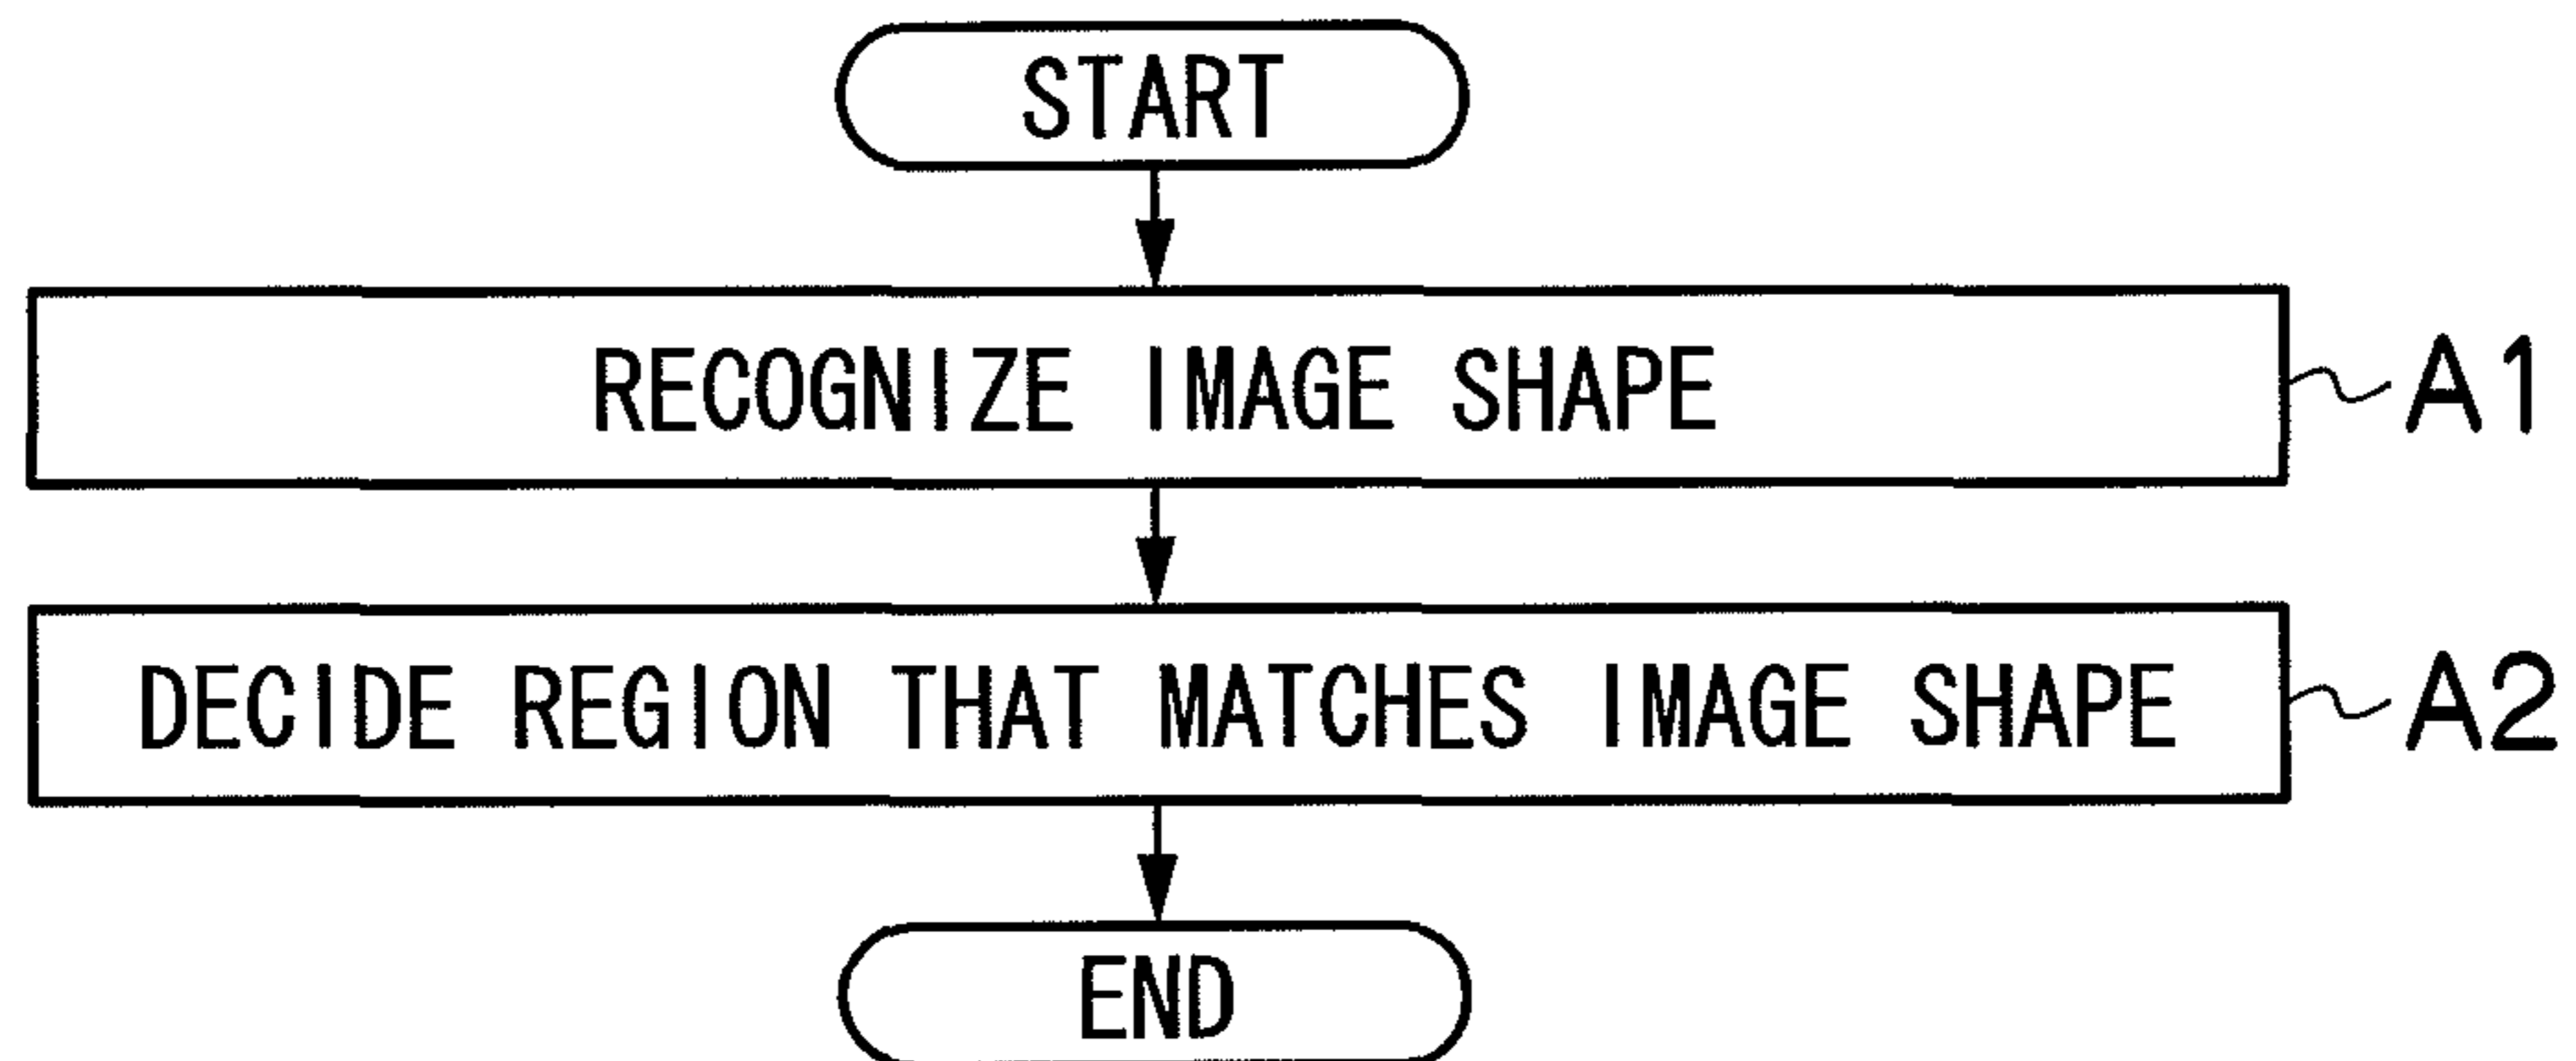 START
RECOGNIZE IMAGE SHAPE
A1
DECIDE REGION THAT MATCHES IMAGE SHAPE
A2
END